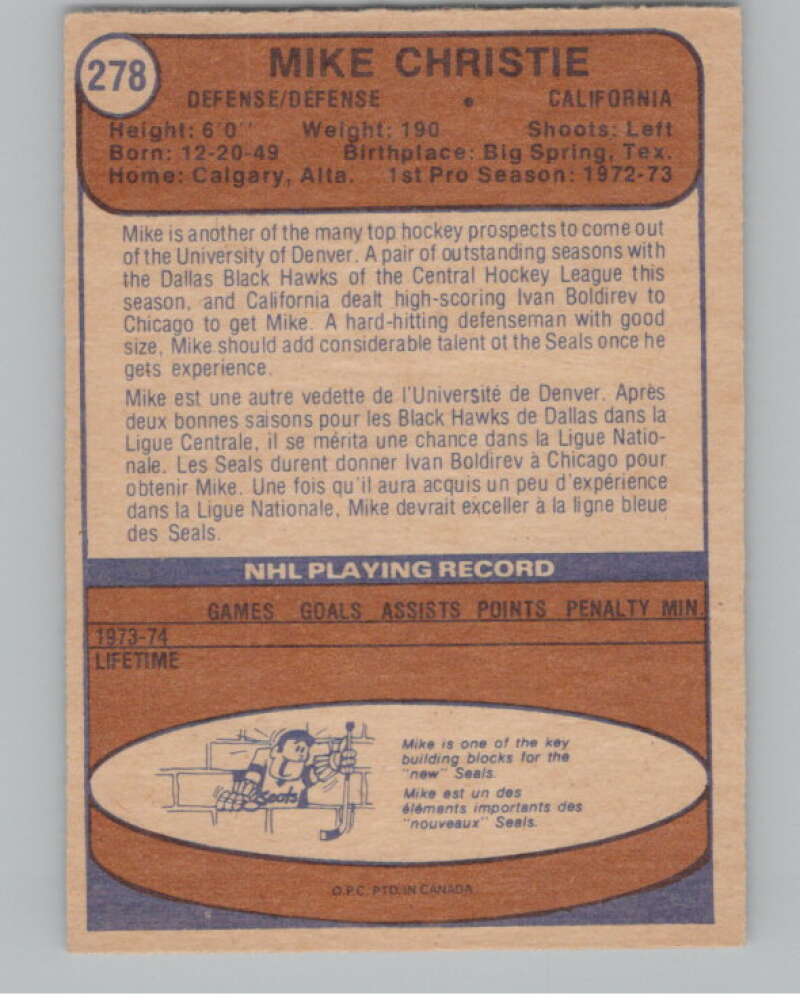 278
MIKE CHRISTIE
DEFENSE/DÉFENSE • CALIFORNIA
Height: 6'0" Weight: 190 Shoots: Left
Born: 12-20-49 Birthplace: Big Spring, Tex.
Home: Calgary, Alta. 1st Pro Season: 1972-73
Mike is another of the many top hockey prospects to come out
of the University of Denver. A pair of outstanding seasons with
the Dallas Black Hawks of the Central Hockey League this
season, and California dealt high-scoring Ivan Boldirev to
Chicago to get Mike. A hard-hitting defenseman with good
size, Mike should add considerable talent ot the Seals once he
gets experience.
Mike est une autre vedette de l'Université de Denver. Après
deux bonnes saisons pour les Black Hawks de Dallas dans la
Ligue Centrale, il se mérita une chance dans la Ligue Natio-
nale. Les Seals durent donner Ivan Boldirev à Chicago pour
obtenir Mike. Une fois qu'il aura acquis un peu d'expérience
dans la Ligue Nationale, Mike devrait exceller à la ligne bleue
des Seals.
NHL PLAYING RECORD
GAMES GOALS ASSISTS POINTS PENALTY MIN.
1973-74
LIFETIME
Seals
Mike is one of the key
building blocks for the
"new" Seals.
Mike est un des
éléments importants des
"nouveaux" Seals.
O.P.C. PTD. IN CANADA